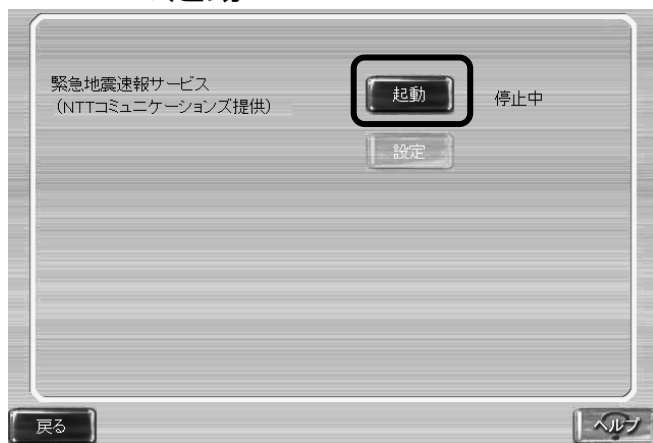 緊急地震速報サービス
(NTTコミュニケーションズ提供)
起動
停止中
設定
戻る
ヘルプ